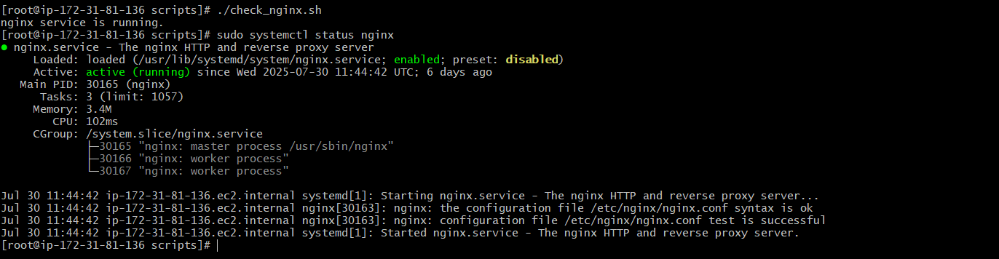 [root@ip-172-31-81-136 scripts]# ./check_nginx.sh
nginx service is running.
[root@ip-172-31-81-136 scripts]# sudo systemctl status nginx
● nginx.service - The nginx HTTP and reverse proxy server
     Loaded: loaded (/usr/lib/systemd/system/nginx.service; enabled; preset: disabled)
     Active: active (running) since Wed 2025-07-30 11:44:42 UTC; 6 days ago
   Main PID: 30165 (nginx)
      Tasks: 3 (limit: 1057)
     Memory: 3.4M
        CPU: 102ms
     CGroup: /system.slice/nginx.service
             ├─30165 "nginx: master process /usr/sbin/nginx"
             ├─30166 "nginx: worker process"
             └─30167 "nginx: worker process"

Jul 30 11:44:42 ip-172-31-81-136.ec2.internal systemd[1]: Starting nginx.service - The nginx HTTP and reverse proxy server...
Jul 30 11:44:42 ip-172-31-81-136.ec2.internal nginx[30163]: nginx: the configuration file /etc/nginx/nginx.conf syntax is ok
Jul 30 11:44:42 ip-172-31-81-136.ec2.internal nginx[30163]: nginx: configuration file /etc/nginx/nginx.conf test is successful
Jul 30 11:44:42 ip-172-31-81-136.ec2.internal systemd[1]: Started nginx.service - The nginx HTTP and reverse proxy server.
[root@ip-172-31-81-136 scripts]#